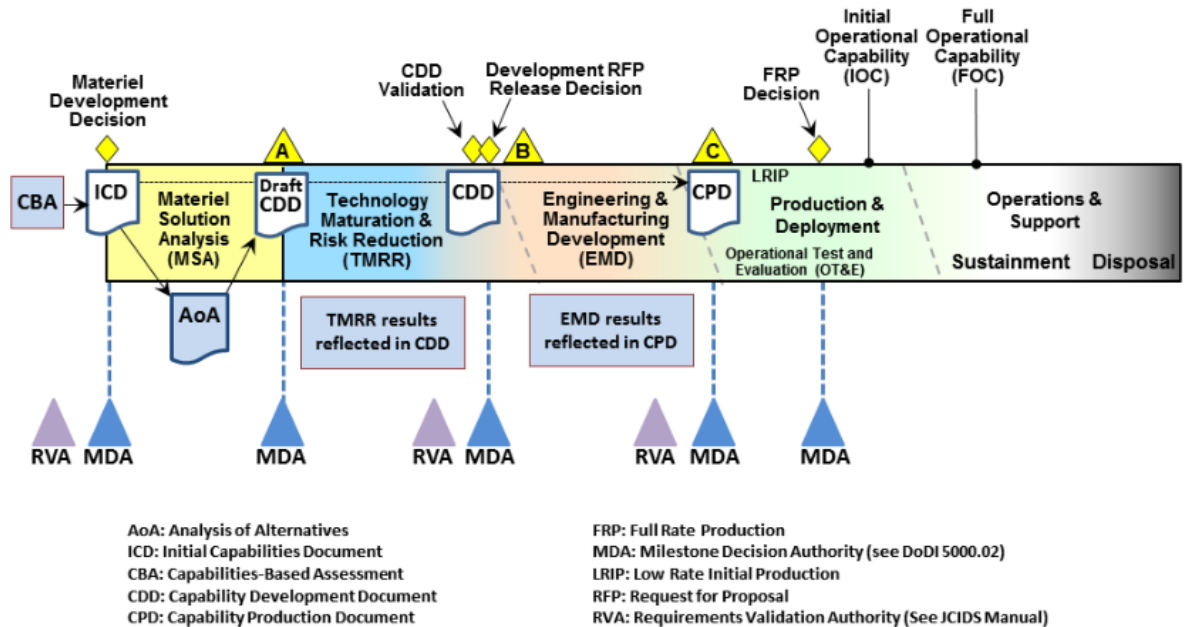 Initial
Operational
Capability
(IOC)
Full
Operational
Capability
(FOC)
Materiel
Development
Decision
CDD
Validation
Development RFP
Release Decision
FRP
Decision
A
B
C
CBA
ICD
Materiel
Solution
Analysis
(MSA)
Draft
CDD
Technology
Maturation &
Risk Reduction
(TMRR)
CDD
Engineering &
Manufacturing
Development
(EMD)
CPD
LRIP
Production &
Deployment
Operational Test and
Evaluation (OT&E)
Operations &
Support
Sustainment
Disposal
AoA
TMRR results
reflected in CDD
EMD results
reflected in CPD
RVA
MDA
MDA
RVA
MDA
RVA
MDA
MDA
AoA: Analysis of Alternatives
ICD: Initial Capabilities Document
CBA: Capabilities-Based Assessment
CDD: Capability Development Document
CPD: Capability Production Document
FRP: Full Rate Production
MDA: Milestone Decision Authority (see DoDI 5000.02)
LRIP: Low Rate Initial Production
RFP: Request for Proposal
RVA: Requirements Validation Authority (See JCIDS Manual)